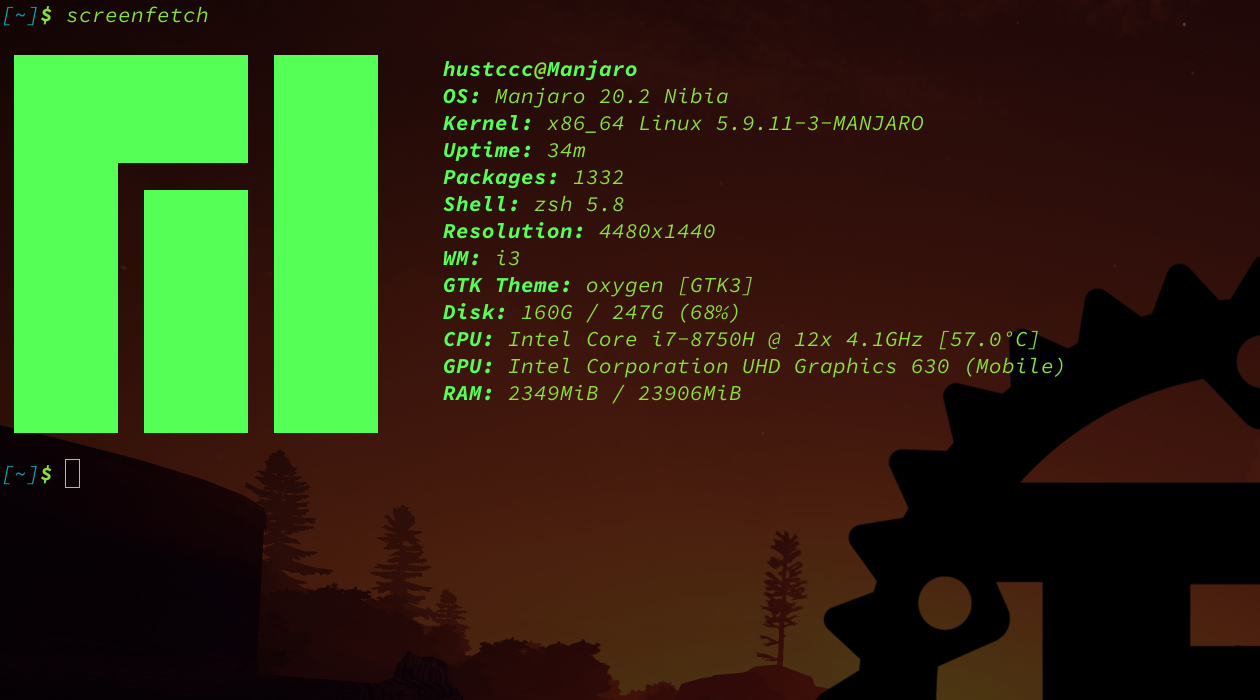 [~]$ screenfetch
hustccc@Manjaro
OS: Manjaro 20.2 Nibia
Kernel: x86_64 Linux 5.9.11-3-MANJARO
Uptime: 34m
Packages: 1332
Shell: zsh 5.8
Resolution: 4480x1440
WM: i3
GTK Theme: oxygen [GTK3]
Disk: 160G / 247G (68%)
CPU: Intel Core i7-8750H @ 12x 4.1GHz [57.0°C]
GPU: Intel Corporation UHD Graphics 630 (Mobile)
RAM: 2349MiB / 23906MiB
[~]$